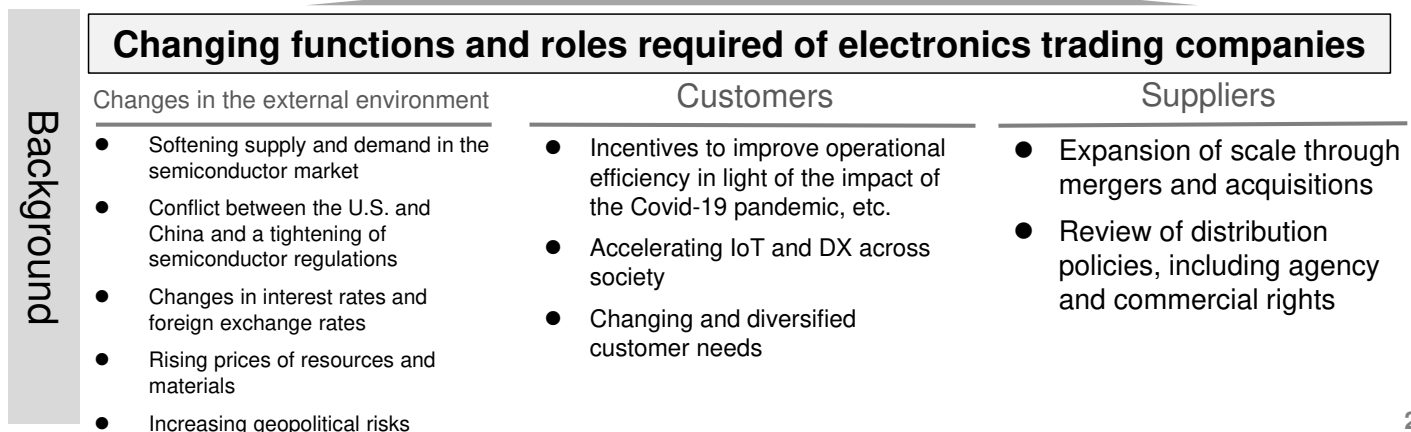 Background
Changing functions and roles required of electronics trading companies
Changes in the external environment
● Softening supply and demand in the
semiconductor market
● Conflict between the U.S. and
China and a tightening of
semiconductor regulations
● Changes in interest rates and
foreign exchange rates
● Rising prices of resources and
materials
● Increasing geopolitical risks
Customers
● Incentives to improve operational
efficiency in light of the impact of
the Covid-19 pandemic, etc.
● Accelerating IoT and DX across
society
● Changing and diversified
customer needs
Suppliers
● Expansion of scale through
mergers and acquisitions
● Review of distribution
policies, including agency
and commercial rights